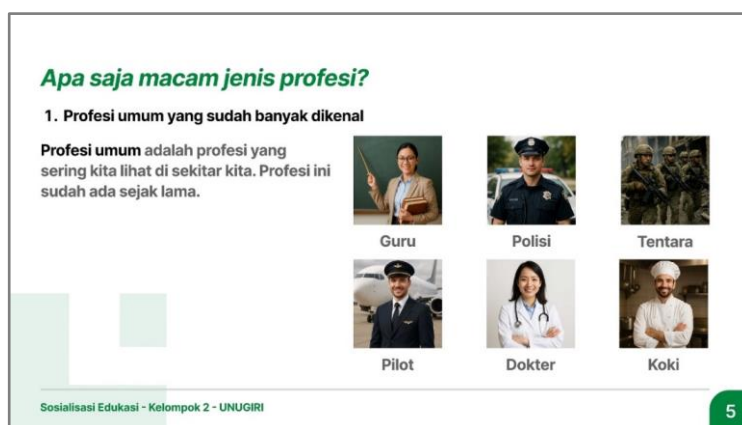 Apa saja macam jenis profesi?
1. Profesi umum yang sudah banyak dikenal
Profesi umum adalah profesi yang
sering kita lihat di sekitar kita. Profesi ini
sudah ada sejak lama.
Guru
Polisi
Tentara
Pilot
Dokter
Koki
Sosialisasi Edukasi - Kelompok 2 - UNUGIRI
5